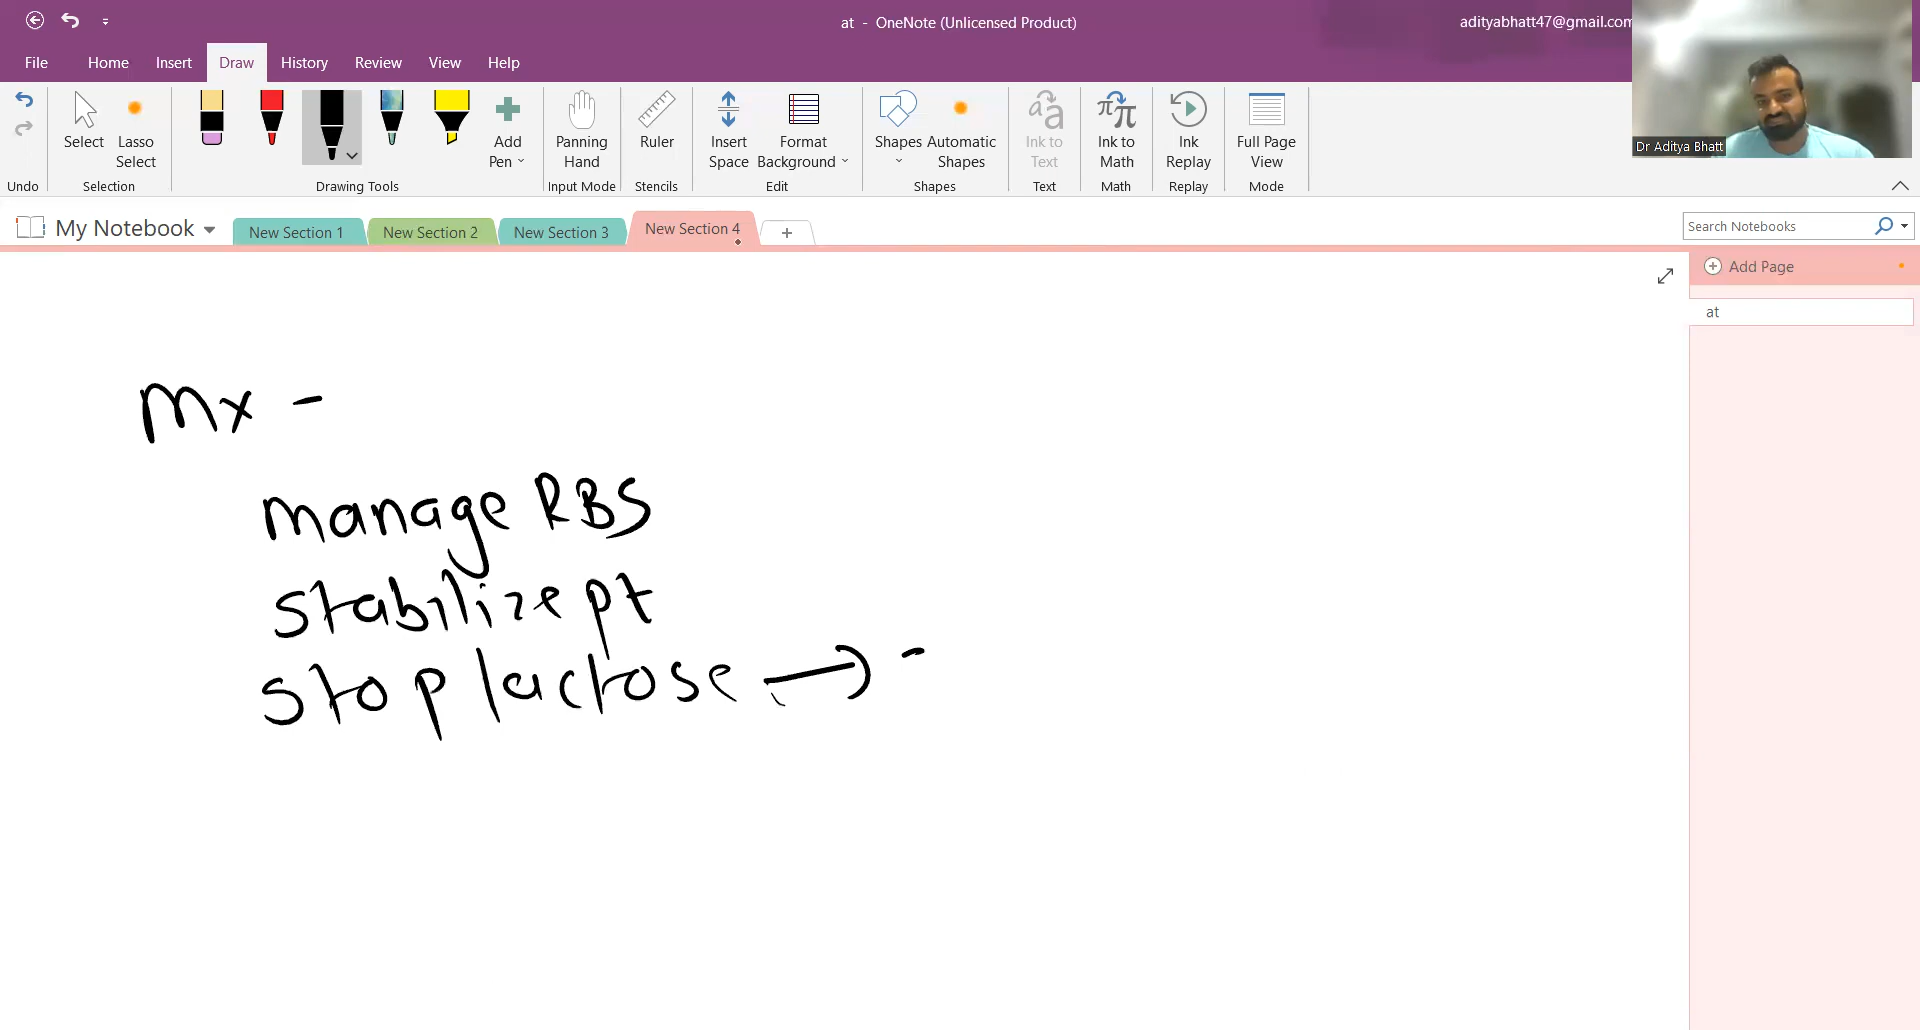 at - OneNote (Unlicensed Product)
adityabhatt47@gmail.com
File Home Insert Draw History Review View Help
Select
Lasso Select
Add Pen
Panning Hand
Ruler
Insert Space
Format Background
Shapes
Automatic Shapes
Ink to Text
Ink to Math
Ink Replay
Full Page View
Undo Selection Drawing Tools Input Mode Stencils Edit Shapes Text Math Replay Mode
Dr Aditya Bhatt
My Notebook New Section 1 New Section 2 New Section 3 New Section 4 Search Notebooks
Add Page
at
Mx -
manage RBS
stabilize pt
stop lactose → -